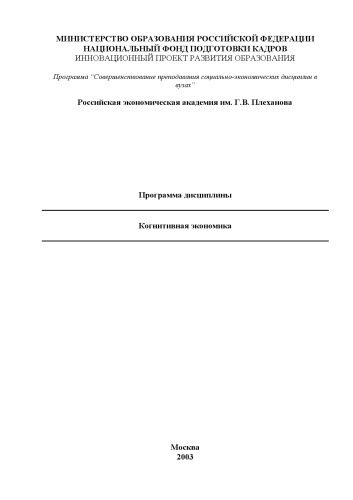 МИНИСТЕРСТВО ОБРАЗОВАНИЯ РОССИЙСКОЙ ФЕДЕРАЦИИ
НАЦИОНАЛЬНЫЙ ФОНД ПОДГОТОВКИ КАДРОВ
ИННОВАЦИОННЫЙ ПРОЕКТ РАЗВИТИЯ ОБРАЗОВАНИЯ
Программа “Совершенствование преподавания социально-экономических дисциплин в
вузах”
Российская экономическая академия им. Г.В. Плеханова
Программа дисциплины
Когнитивная экономика
Москва
2003